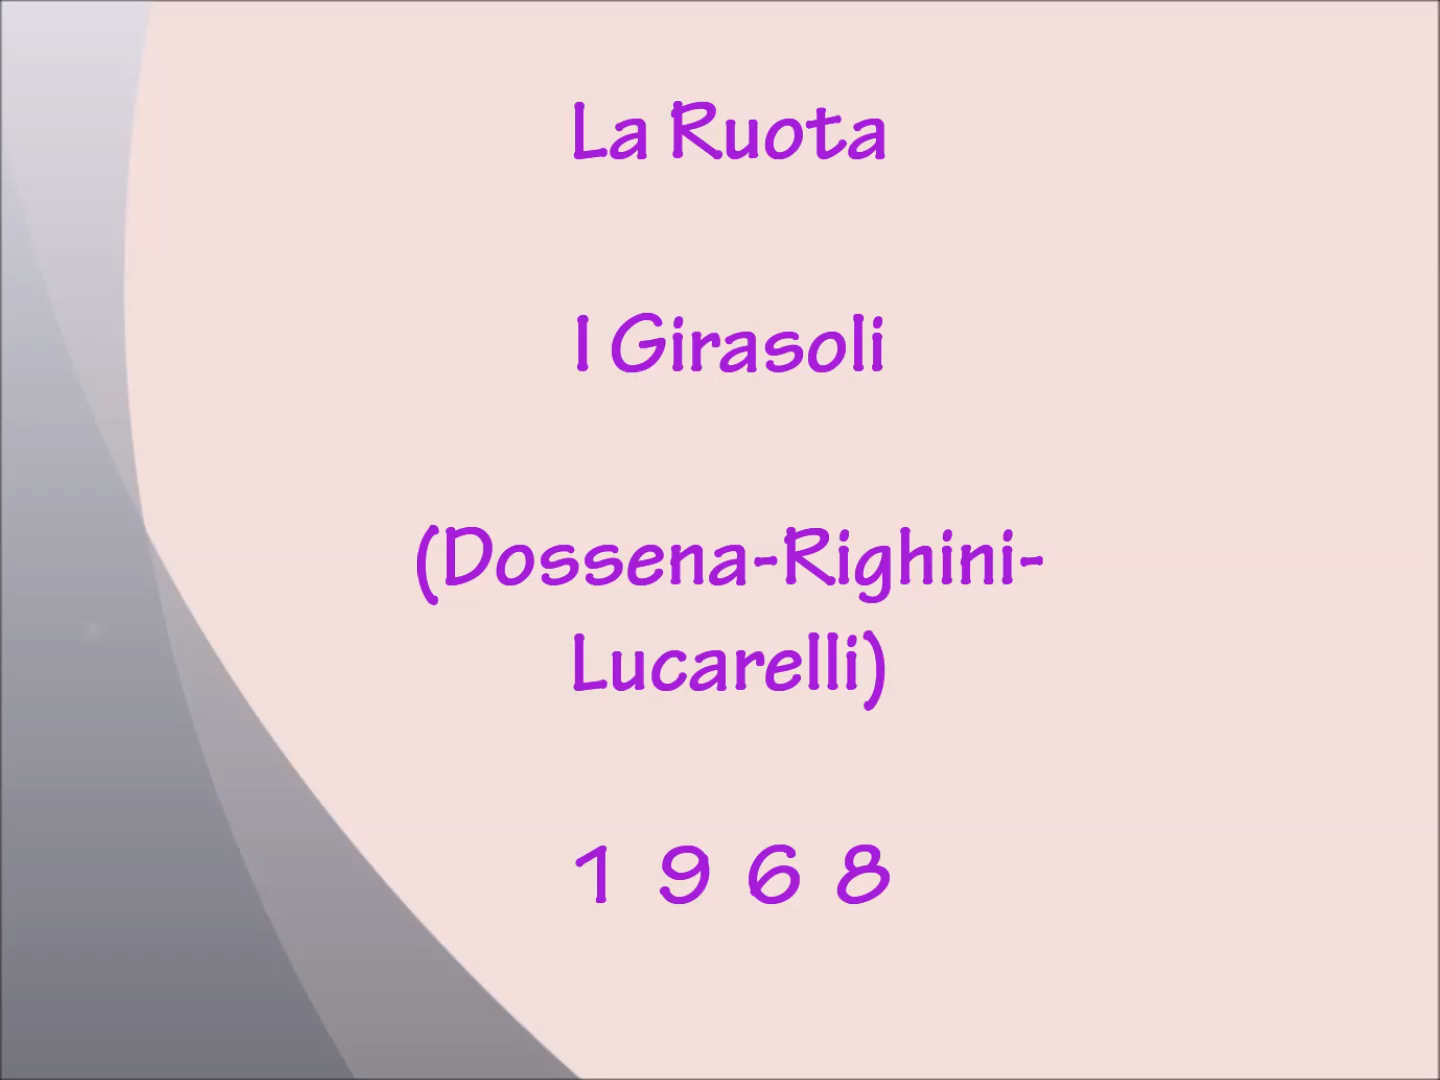 La Ruota
I Girasoli
(Dossena-Righini-
Lucarelli)
1 9 6 8